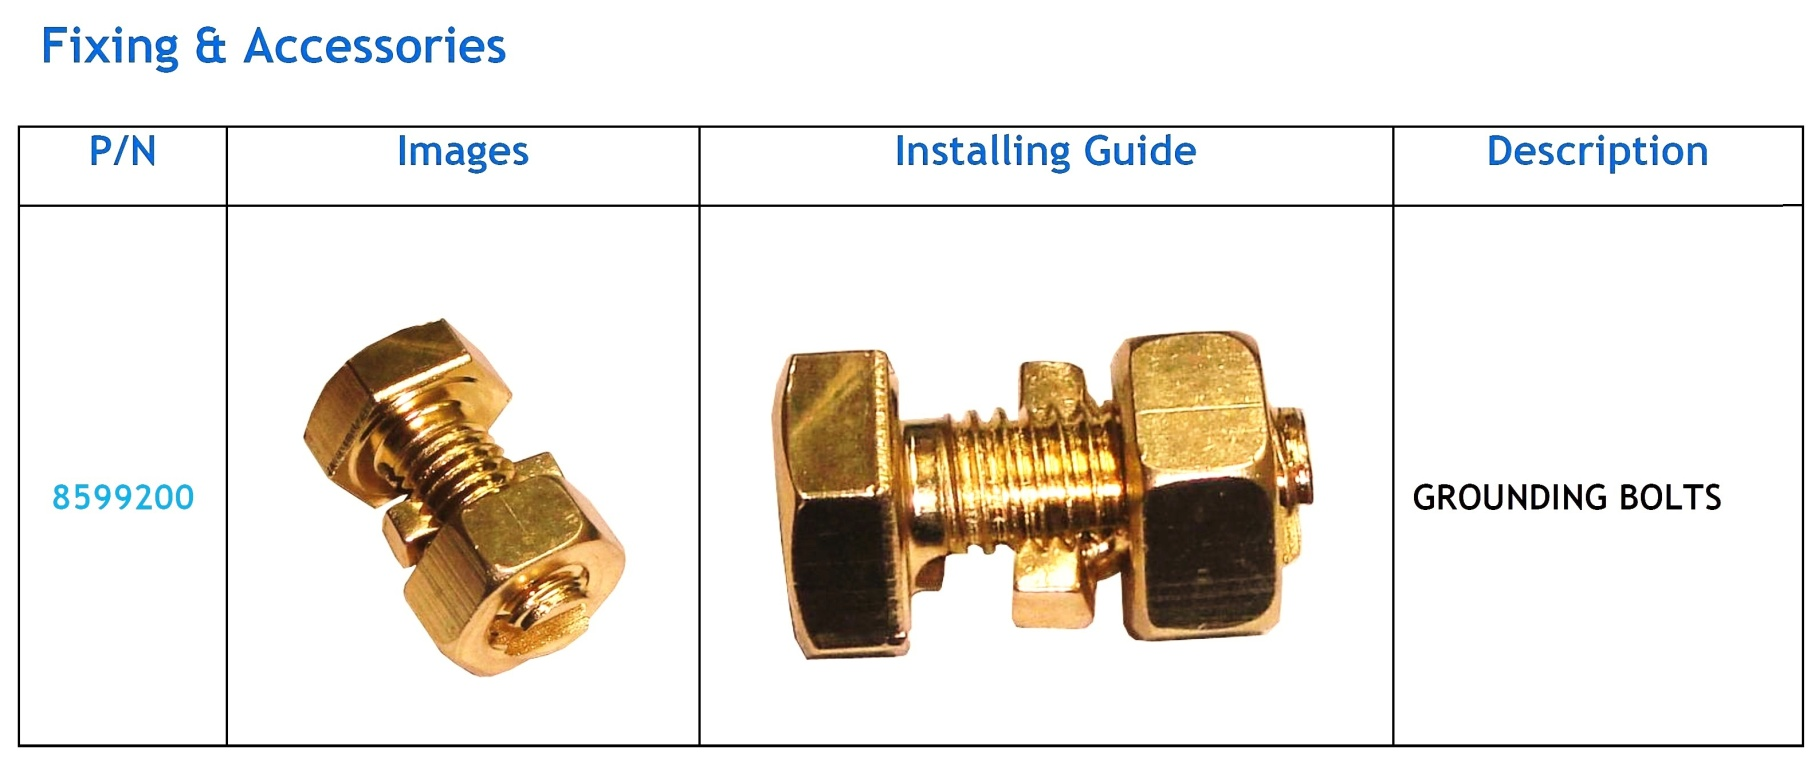 Fixing & Accessories
P/N Images Installing Guide Description
8599200 GROUNDING BOLTS